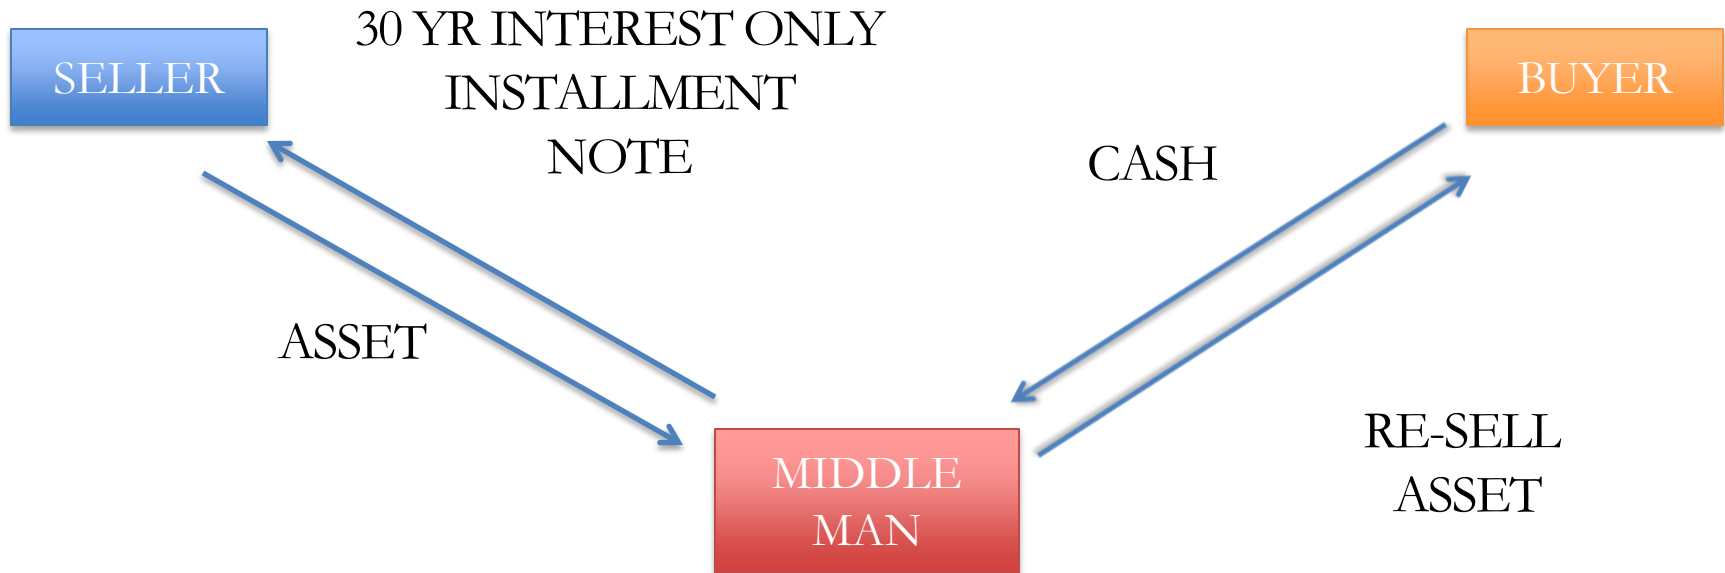 SELLER
30 YR INTEREST ONLY
INSTALLMENT
NOTE
BUYER
CASH
ASSET
RE-SELL
ASSET
MIDDLE
MAN